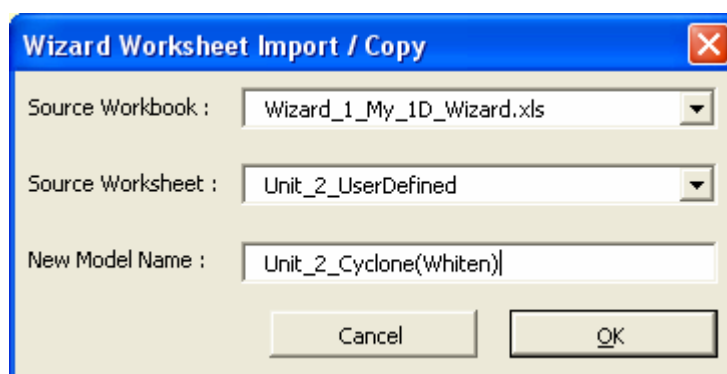 Wizard Worksheet Import / Copy
Source Workbook : Wizard_1_My_1D_Wizard.xls
Source Worksheet : Unit_2_UserDefined
New Model Name : Unit_2_Cyclone(Whiten)
Cancel OK